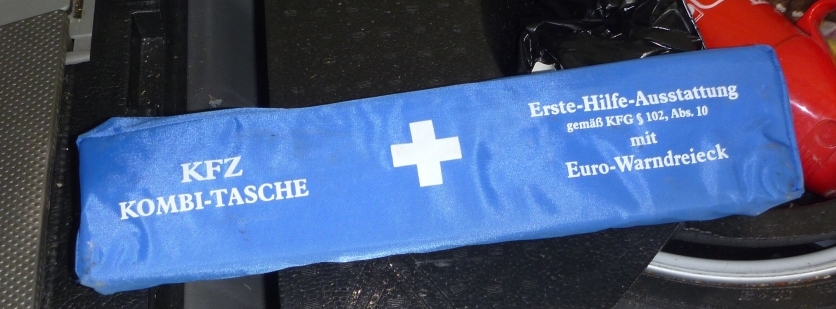 KFZ
KOMBI-TASCHE
Erste-Hilfe-Ausstattung
gemäß KFG § 102, Abs. 10
mit
Euro-Warndreieck